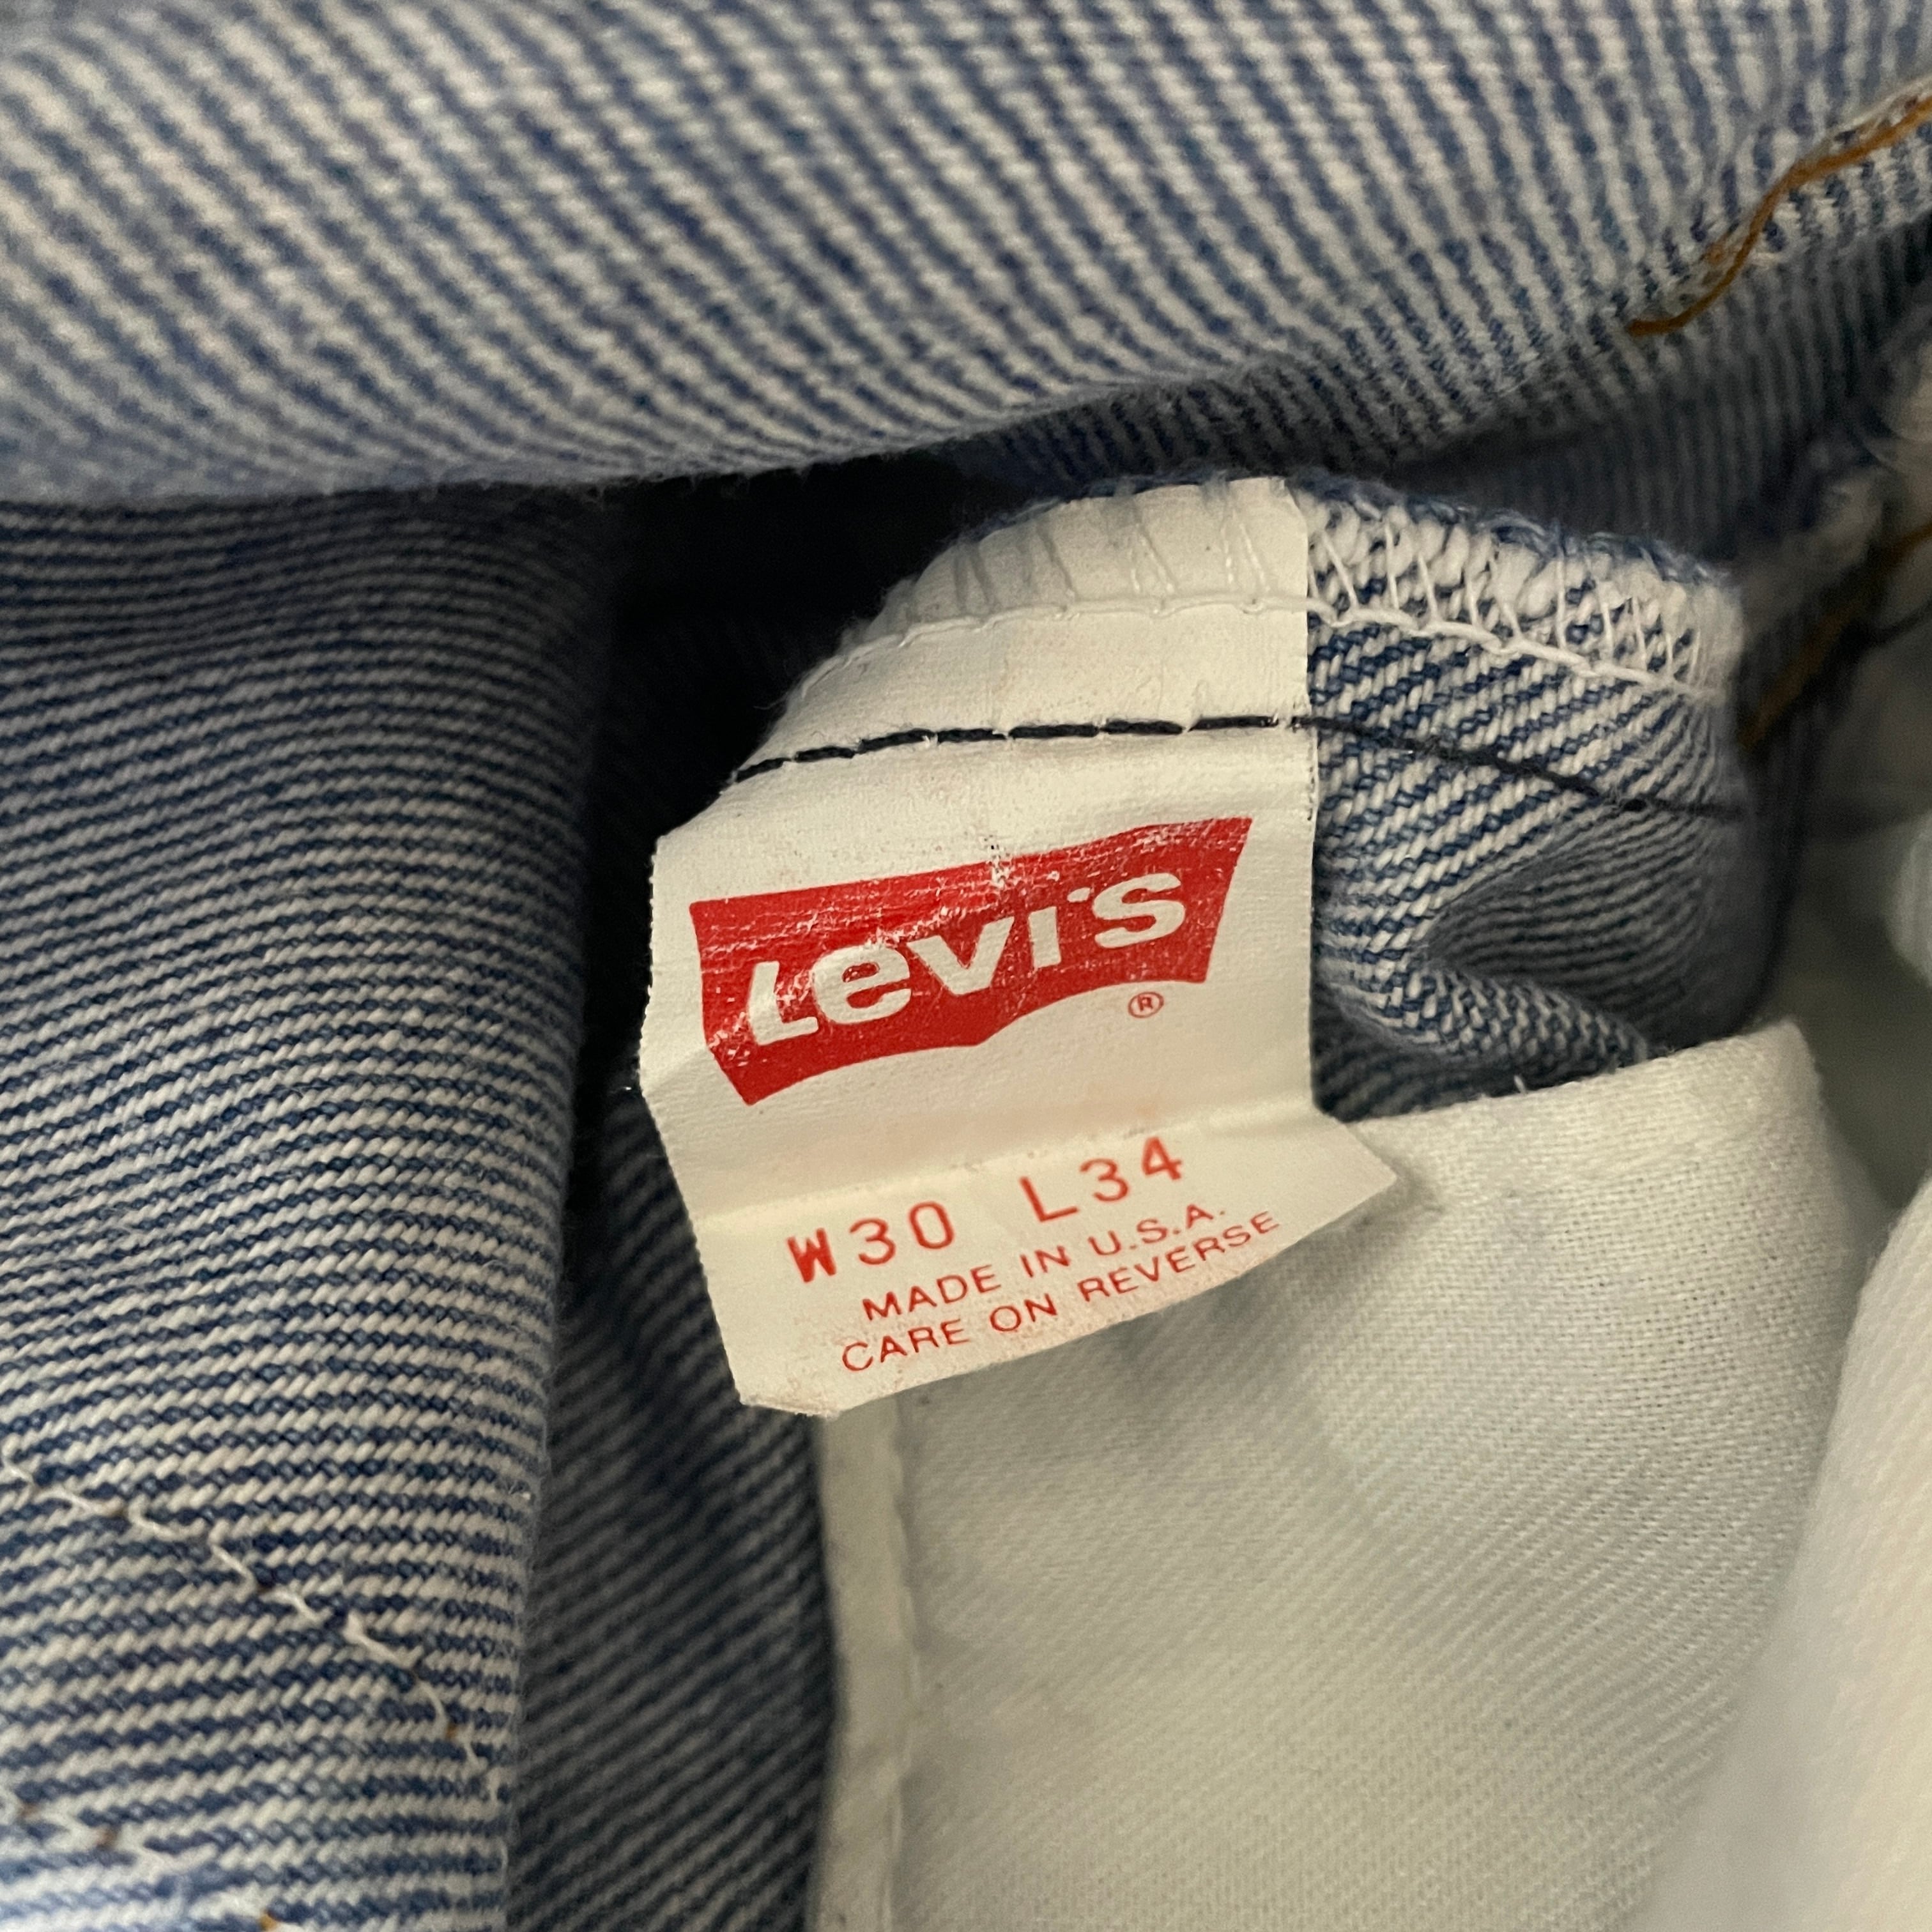 Levi's
®
W30 L34
MADE IN U.S.A.
CARE ON REVERSE